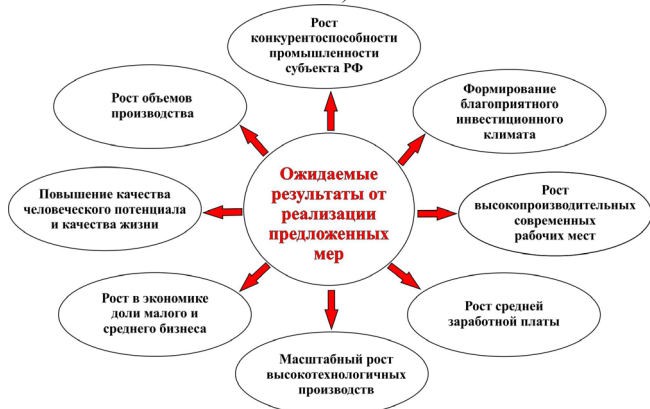 Рост
конкурентоспособности
промышленности
субъекта РФ
Рост объемов
производства
Формирование
благоприятного
инвестиционного
климата
Ожидаемые
результаты от
реализации
предложенных
мер
Повышение качества
человеческого потенциала
и качества жизни
Рост
высокопроизводительных
современных
рабочих мест
Рост в экономике
доли малого и
среднего бизнеса
Рост средней
заработной платы
Масштабный рост
высокотехнологичных
производств